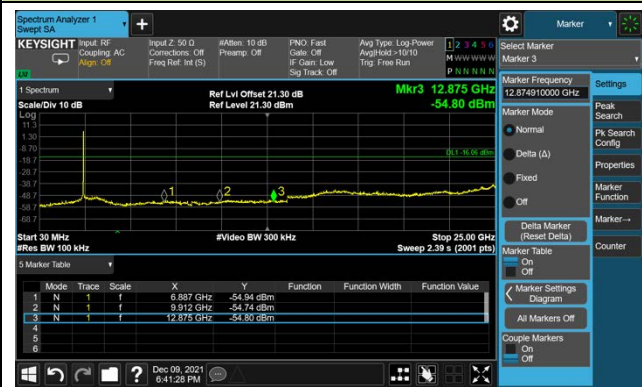 Spectrum Analyzer 1
Swept SA
+
Marker
KEYSIGHT
Input: RF
Coupling: AC
Align: Off
Input Z: 50 Ω
Corrections: Off
Freq Ref: Int (S)
#Atten: 10 dB
Preamp: Off
PNO: Fast
Gate: Off
IF Gain: Low
Sig Track: Off
Avg Type: Log-Power
Avg|Hold:>10/10
Trig: Free Run
1 2 3 4 5 6
M W W W W W
P N N N N N
LV
Select Marker
Marker 3
1 Spectrum
Scale/Div 10 dB
Ref Lvl Offset 21.30 dB
Ref Level 21.30 dBm
Mkr3 12.875 GHz
-54.80 dBm
Log
11.3
1.30
-8.70
-18.7
-28.7
-38.7
-48.7
-58.7
-68.7
DL1 -16.06 dBm
1
2
3
Start 30 MHz
#Res BW 100 kHz
#Video BW 300 kHz
Stop 25.00 GHz
Sweep 2.39 s (2001 pts)
5 Marker Table
Mode Trace Scale X Y Function Function Width Function Value
1 N 1 f 6.887 GHz -54.94 dBm
2 N 1 f 9.912 GHz -54.74 dBm
3 N 1 f 12.875 GHz -54.80 dBm
4
5
6
Marker Frequency
12.874910000 GHz
Marker Mode
Normal
Delta (Δ)
Fixed
Off
Delta Marker
(Reset Delta)
Marker Table
On
Off
Marker Settings
Diagram
All Markers Off
Couple Markers
On
Off
Settings
Peak
Search
Pk Search
Config
Properties
Marker
Function
Marker→
Counter
?
Dec 09, 2021
6:41:28 PM